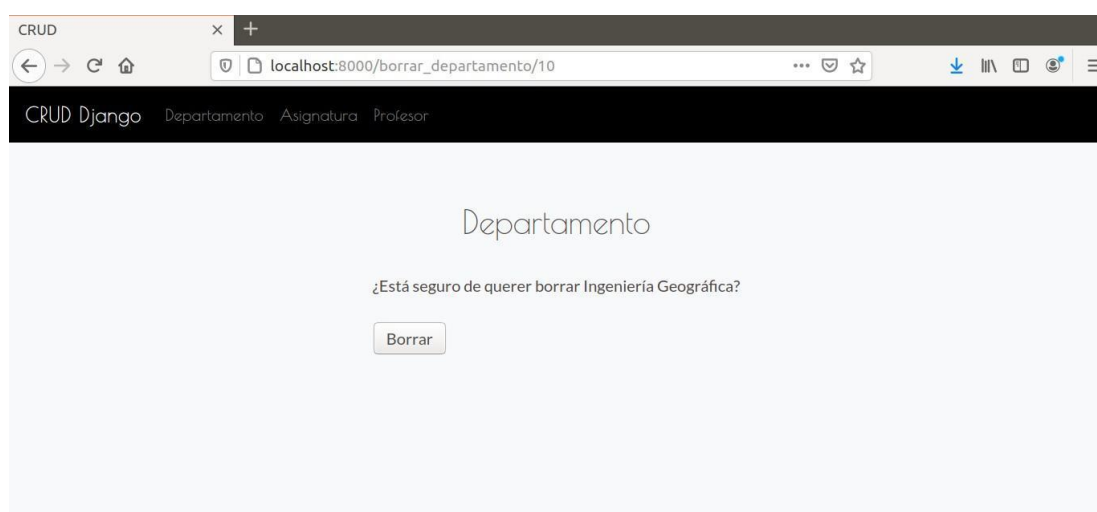 CRUD
localhost:8000/borrar_departamento/10
CRUD Django Departamento Asignatura Profesor
Departamento
¿Está seguro de querer borrar Ingeniería Geográfica?
Borrar